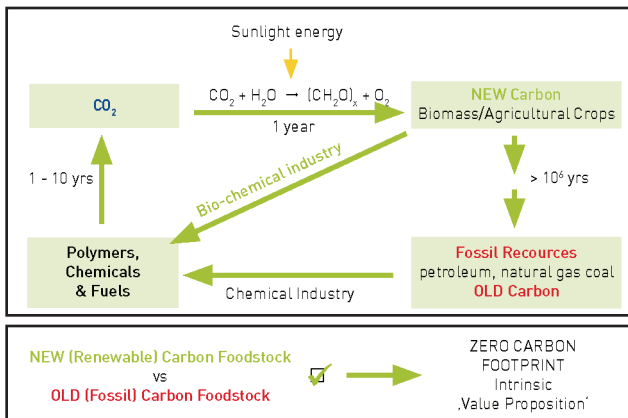 Sunlight energy
CO₂
CO₂ + H₂O → (CH₂O)ₓ + O₂
1 year
NEW Carbon
Biomass/Agricultural Crops
1 - 10 yrs
Bio-chemical industry
> 10⁶ yrs
Polymers,
Chemicals
& Fuels
Chemical Industry
Fossil Recources
petroleum, natural gas coal
OLD Carbon
NEW (Renewable) Carbon Foodstock
vs
OLD (Fossil) Carbon Foodstock
ZERO CARBON
FOOTPRINT
Intrinsic
‚Value Proposition‘